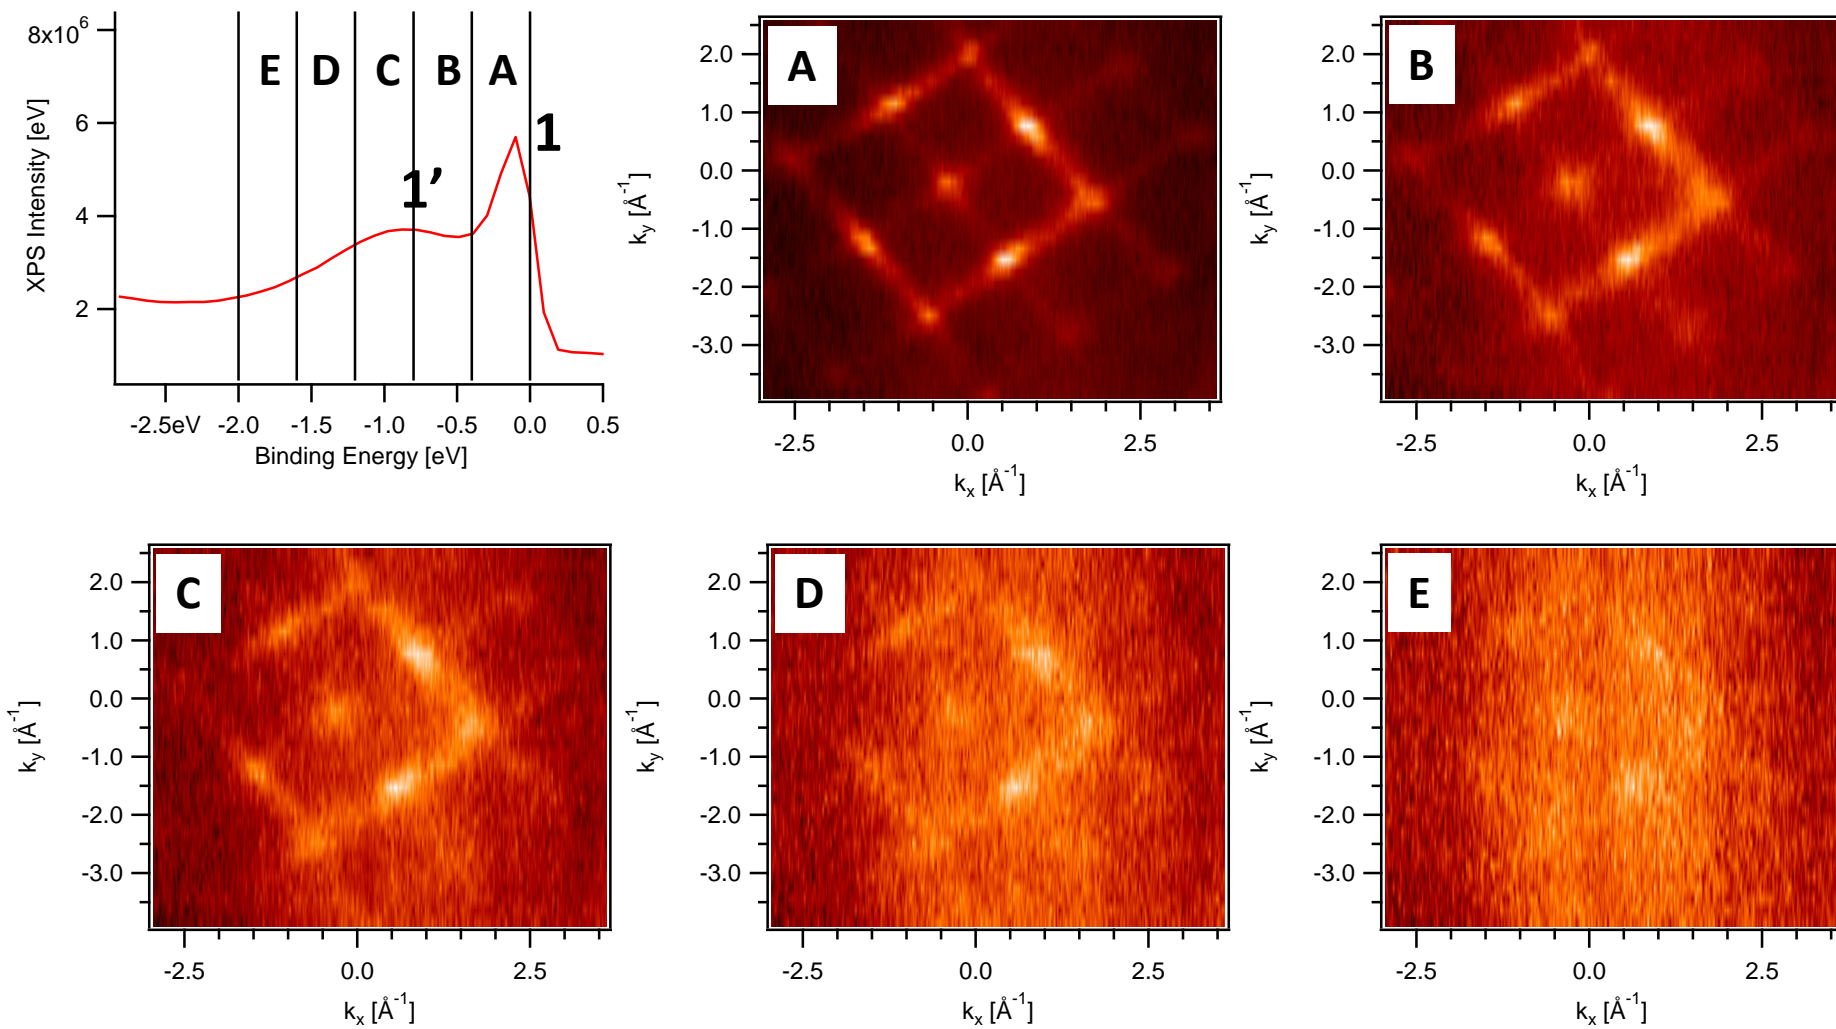 8x10⁶
6
4
2
XPS Intensity [eV]
E D C B A
1
1’
-2.5eV -2.0 -1.5 -1.0 -0.5 0.0 0.5
Binding Energy [eV]
A
2.0
1.0
0.0
-1.0
-2.0
-3.0
k_y [Å⁻¹]
-2.5 0.0 2.5
k_x [Å⁻¹]
B
2.0
1.0
0.0
-1.0
-2.0
-3.0
k_y [Å⁻¹]
-2.5 0.0 2.5
k_x [Å⁻¹]
C
2.0
1.0
0.0
-1.0
-2.0
-3.0
k_y [Å⁻¹]
-2.5 0.0 2.5
k_x [Å⁻¹]
D
2.0
1.0
0.0
-1.0
-2.0
-3.0
k_y [Å⁻¹]
-2.5 0.0 2.5
k_x [Å⁻¹]
E
2.0
1.0
0.0
-1.0
-2.0
-3.0
k_y [Å⁻¹]
-2.5 0.0 2.5
k_x [Å⁻¹]